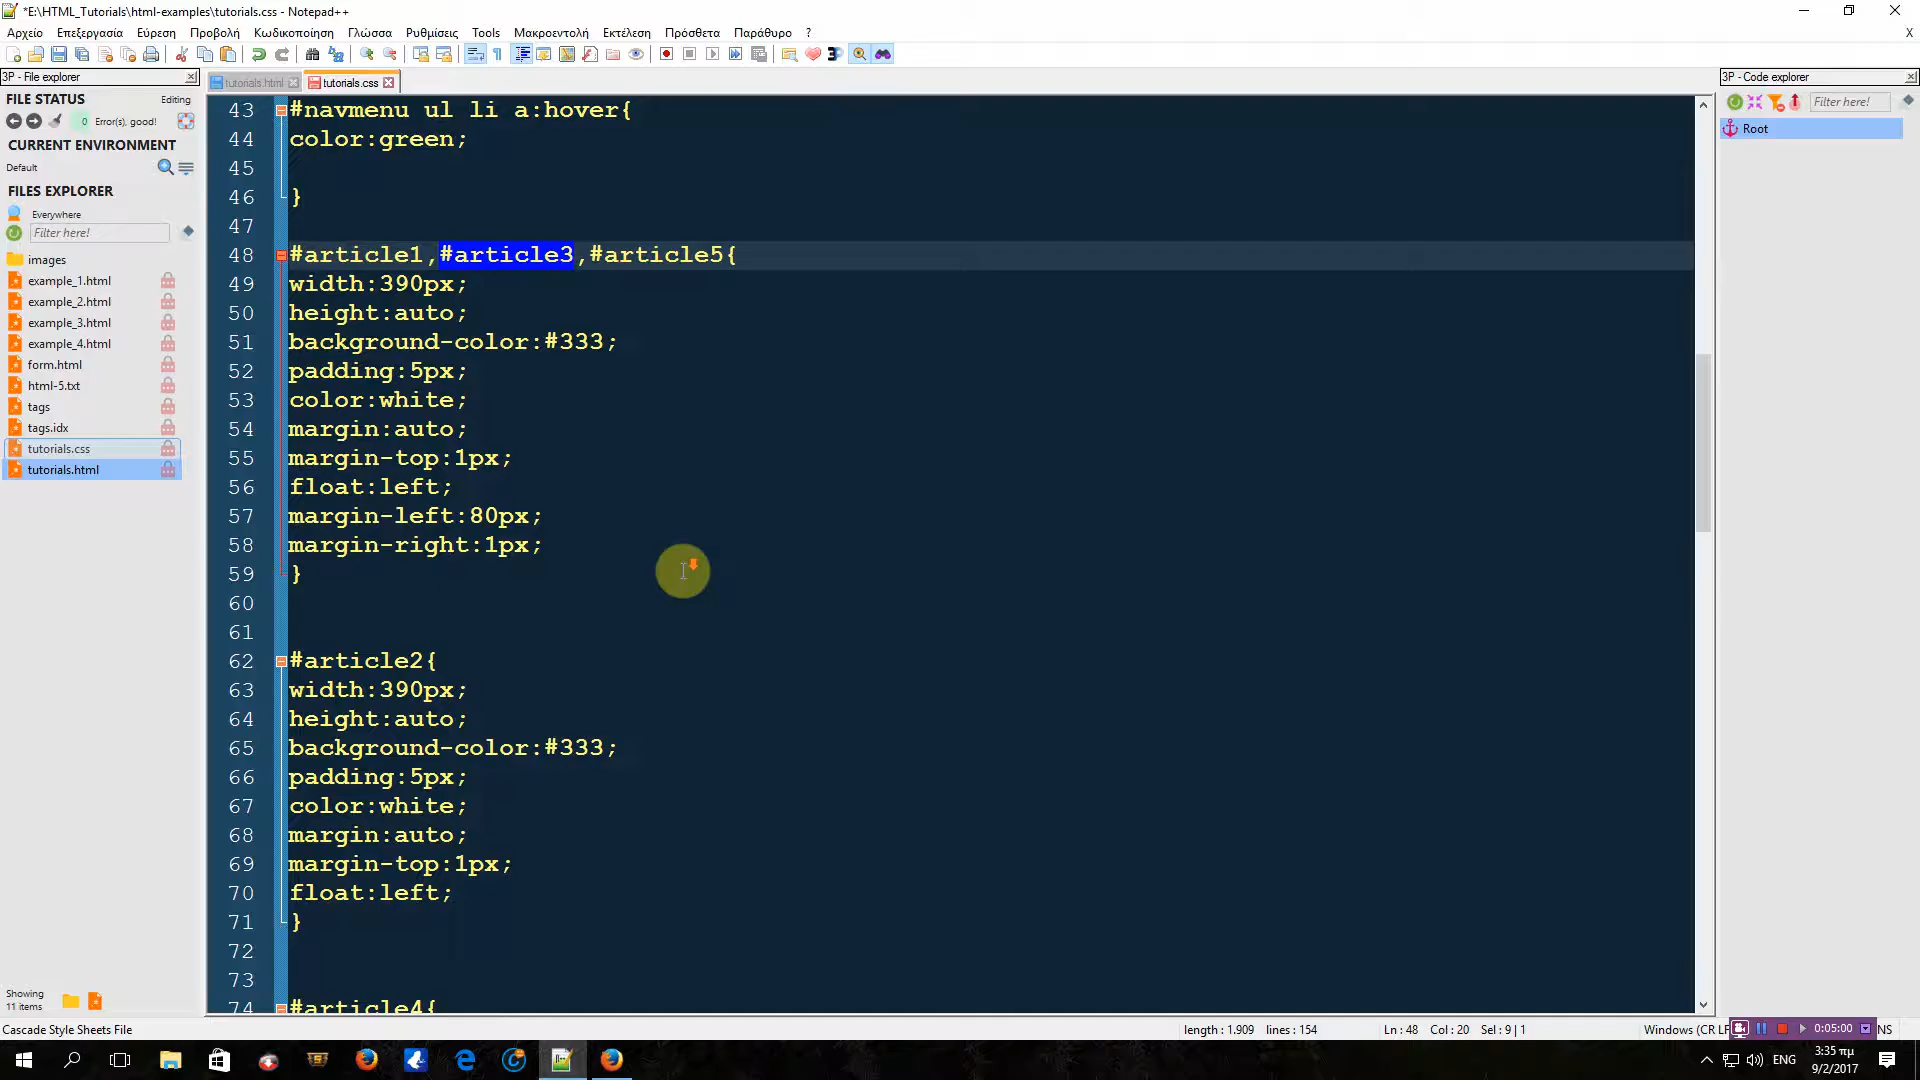 *E:\HTML_Tutorials\html-examples\tutorials.css - Notepad++
Αρχείο Επεξεργασία Εύρεση Προβολή Κωδικοποίηση Γλώσσα Ρυθμίσεις Tools Μακροεντολή Εκτέλεση Πρόσθετα Παράθυρο ? X
3P - File explorer
tutorials.html
tutorials.css
3P - Code explorer
FILE STATUS Editing
0 Error(s), good!
CURRENT ENVIRONMENT
Default
FILES EXPLORER
Everywhere
Filter here!
images
example_1.html
example_2.html
example_3.html
example_4.html
form.html
html-5.txt
tags
tags.idx
tutorials.css
tutorials.html
Showing
11 items
43 #navmenu ul li a:hover{
44 color:green;
45
46 }
47
48 #article1,#article3,#article5{
49 width:390px;
50 height:auto;
51 background-color:#333;
52 padding:5px;
53 color:white;
54 margin:auto;
55 margin-top:1px;
56 float:left;
57 margin-left:80px;
58 margin-right:1px;
59 }
60
61
62 #article2{
63 width:390px;
64 height:auto;
65 background-color:#333;
66 padding:5px;
67 color:white;
68 margin:auto;
69 margin-top:1px;
70 float:left;
71 }
72
73
74 #article4{
Filter here!
Root
Cascade Style Sheets File length : 1.909 lines : 154 Ln : 48 Col : 20 Sel : 9 | 1 Windows (CR LF 0:05:00 NS
ENG
3:35 πμ
9/2/2017